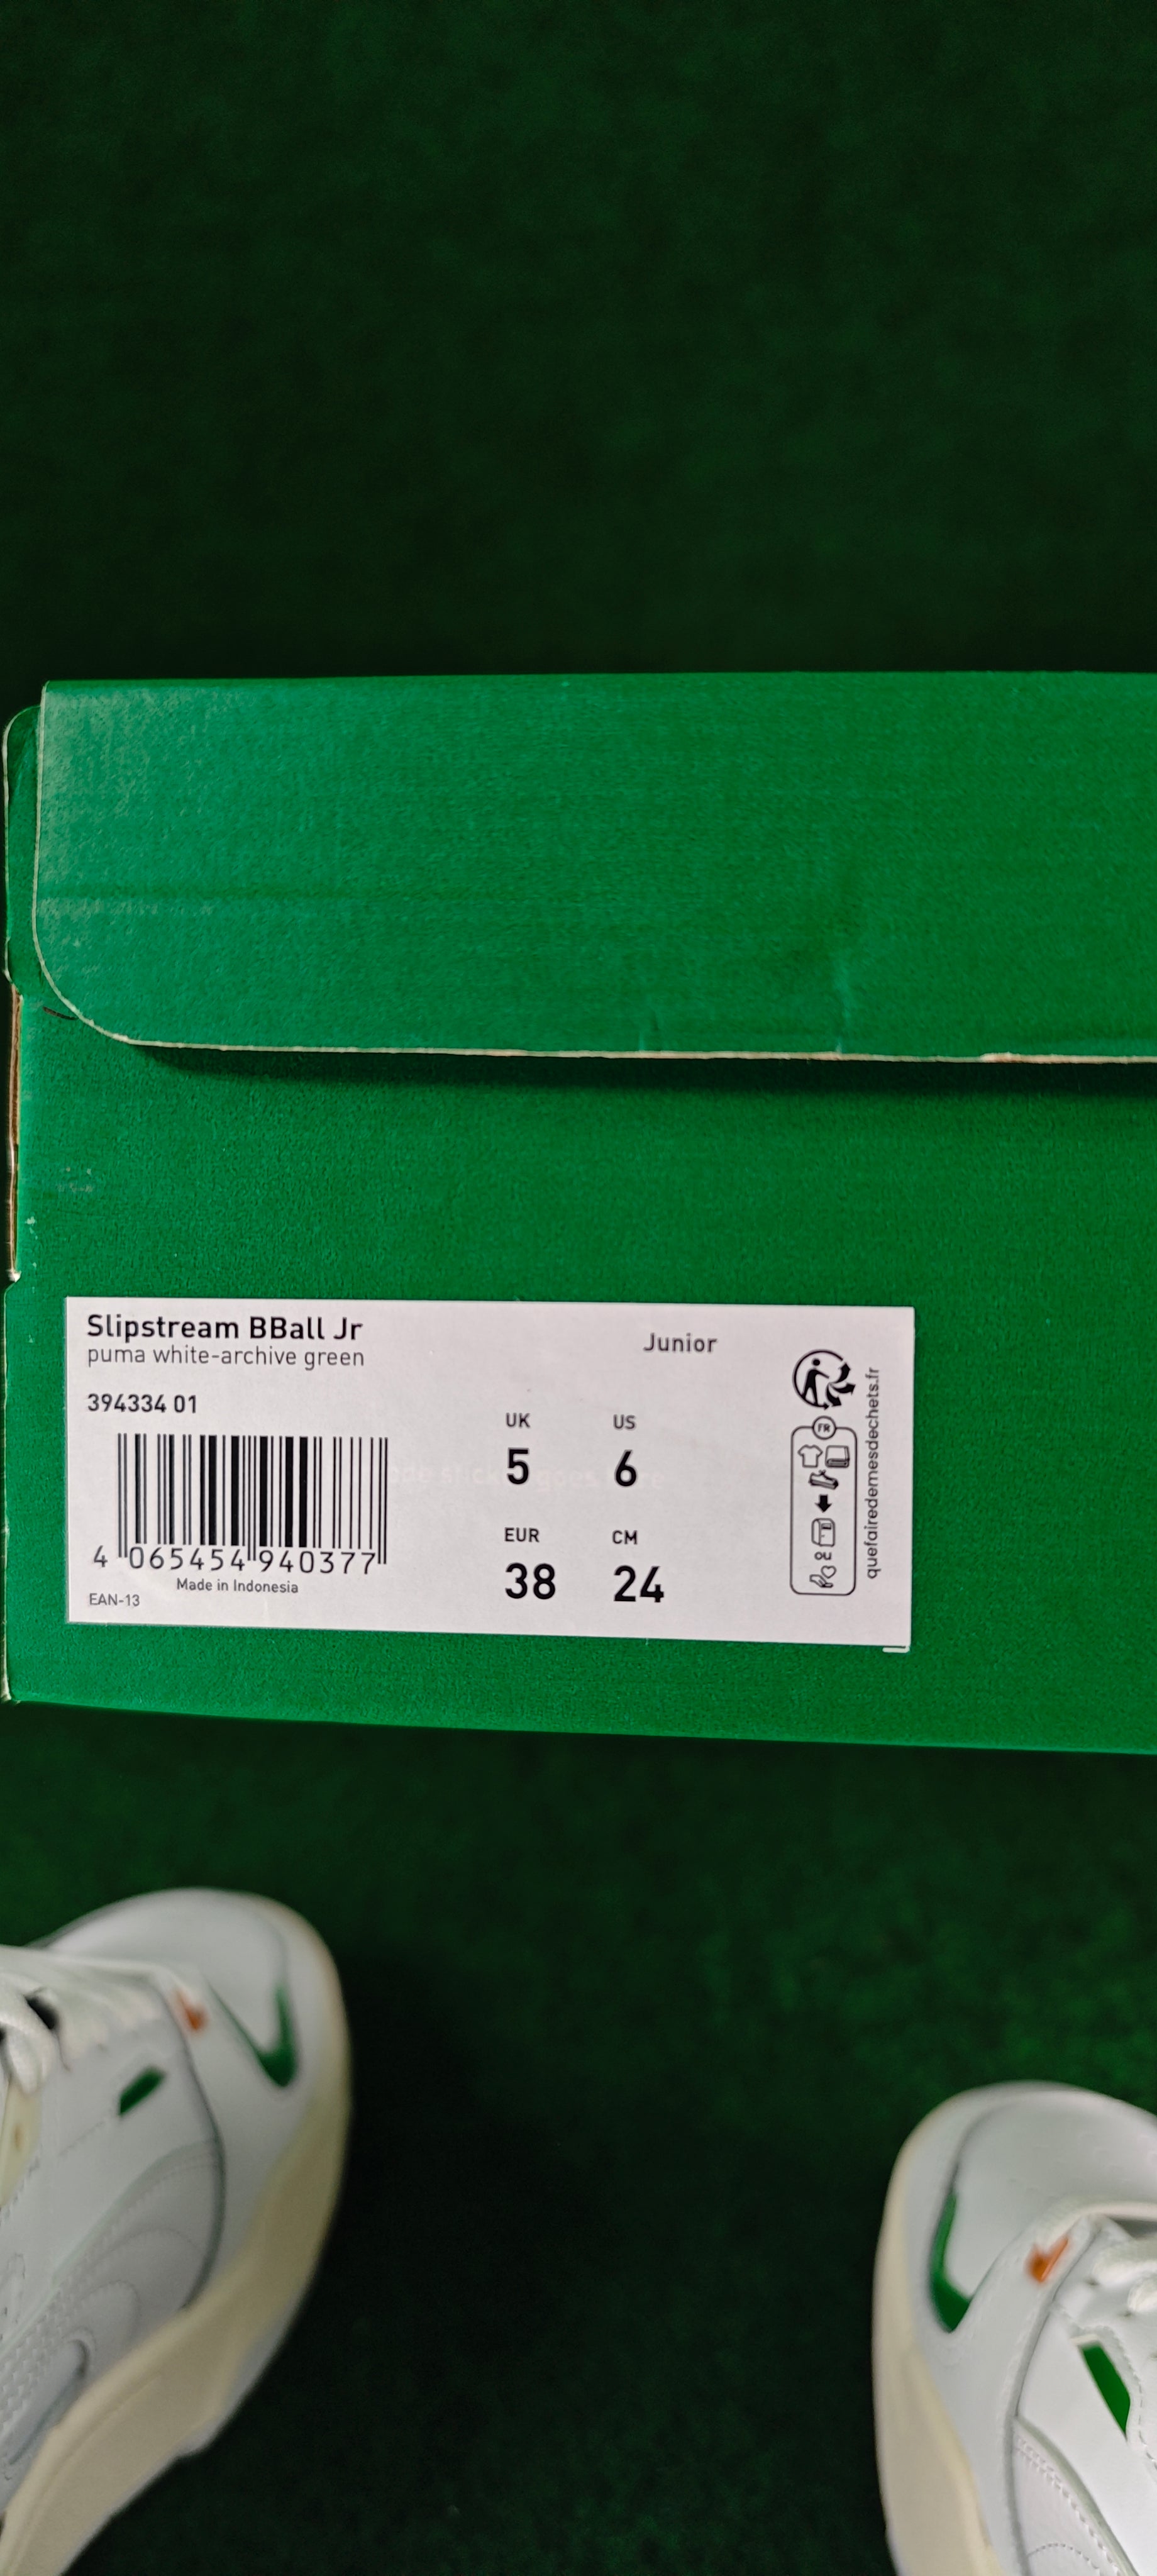 Slipstream BBall Jr
puma white-archive green
Junior
394334 01
UK
US
5
6
EUR
CM
38
24
4 065454 940377
Made in Indonesia
EAN-13
FR
OU
quefairedemesdechets.fr